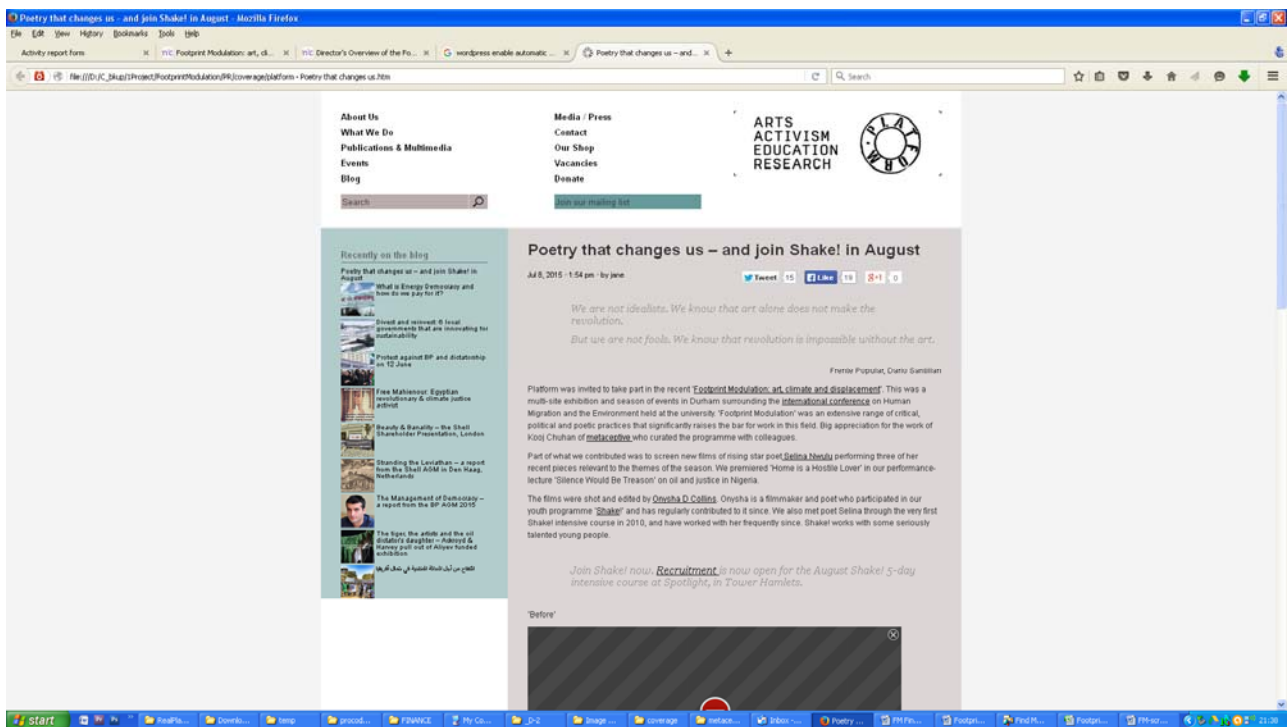 Poetry that changes us - and join Shake! in August - Mozilla Firefox
File Edit View History Bookmarks Tools Help
Activity report form
Footprint Modulation: art, cli...
Director's Overview of the Fo...
wordpress enable automatic ...
Poetry that changes us – and...
file:///D:/C_bkup/1Project/FootprintModulation/PR/coverage/platform - Poetry that changes us.htm
Search
About Us
What We Do
Publications & Multimedia
Events
Blog
Search
Media / Press
Contact
Our Shop
Vacancies
Donate
Join our mailing list
ARTS
ACTIVISM
EDUCATION
RESEARCH
PLATFORM
Recently on the blog
Poetry that changes us – and join Shake! in
August
What is Energy Democracy and
how do we pay for it?
Divest and reinvest: 6 local
governments that are innovating for
sustainability
Protest against BP and dictatorship
on 12 June
Free Mahienour: Egyptian
revolutionary & climate justice
activist
Beauty & Banality – the Shell
Shareholder Presentation, London
Stranding the Leviathan – a report
from the Shell AGM in Den Haag,
Netherlands
The Management of Democracy –
a report from the BP AGM 2015
The tiger, the artists and the oil
dictator's daughter – Ackroyd &
Harvey pull out of Aliyev funded
exhibition
الكفاح من أجل العدالة المناخية في شمال أفريقيا
Poetry that changes us – and join Shake! in August
Jul 8, 2015 - 1:54 pm - by jane
Tweet 15 Like 19 g+1 0
We are not idealists. We know that art alone does not make the
revolution.
But we are not fools. We know that revolution is impossible without the art.
Frente Popular, Darío Santillán
Platform was invited to take part in the recent 'Footprint Modulation: art, climate and displacement'. This was a
multi-site exhibition and season of events in Durham surrounding the international conference on Human
Migration and the Environment held at the university. 'Footprint Modulation' was an extensive range of critical,
political and poetic practices that significantly raises the bar for work in this field. Big appreciation for the work of
Kooj Chuhan of metaceptive who curated the programme with colleagues.
Part of what we contributed was to screen new films of rising star poet Selina Nwulu performing three of her
recent pieces relevant to the themes of the season. We premiered 'Home is a Hostile Lover' in our performance-
lecture 'Silence Would Be Treason' on oil and justice in Nigeria.
The films were shot and edited by Onysha D Collins. Onysha is a filmmaker and poet who participated in our
youth programme 'Shake!' and has regularly contributed to it since. We also met poet Selina through the very first
Shake! intensive course in 2010, and have worked with her frequently since. Shake! works with some seriously
talented young people.
Join Shake! now. Recruitment is now open for the August Shake! 5-day
intensive course at Spotlight, in Tower Hamlets.
'Before'
start
RealPla...
Downlo...
temp
procod...
FINANCE
My Co...
_D-2
Image ...
coverage
metace...
Inbox -...
Poetry ...
FM Fin...
Footpri...
Find M...
Footpri...
FM-scr...
21:20